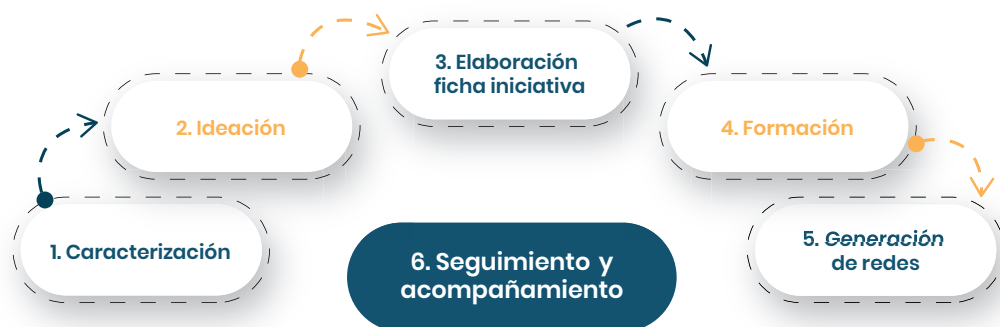 1. Caracterización
2. Ideación
3. Elaboración
ficha iniciativa
4. Formación
5. Generación
de redes
6. Seguimiento y
acompañamiento